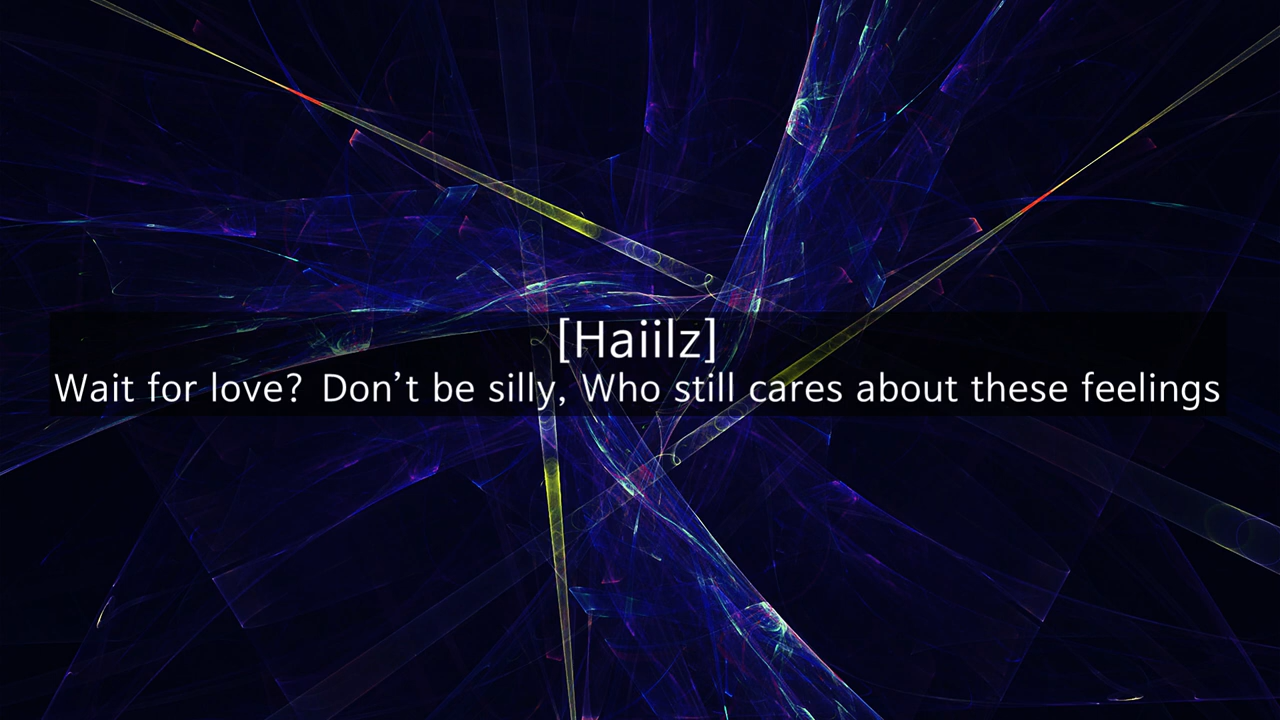 [Haiilz]
Wait for love? Don’t be silly, Who still cares about these feelings